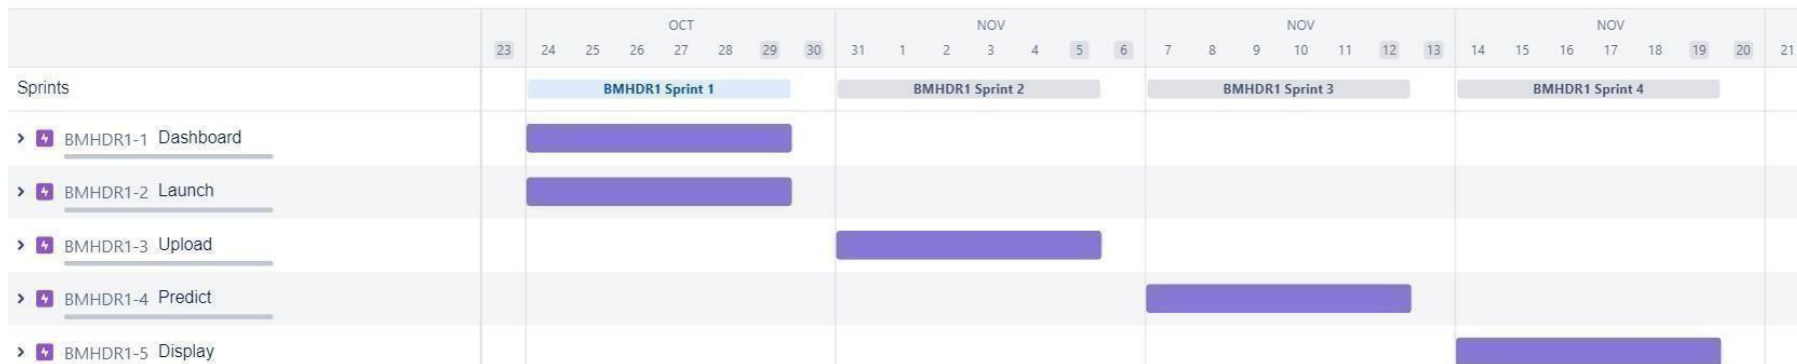 OCT NOV NOV NOV
23 24 25 26 27 28 29 30 31 1 2 3 4 5 6 7 8 9 10 11 12 13 14 15 16 17 18 19 20 21
Sprints BMHDR1 Sprint 1 BMHDR1 Sprint 2 BMHDR1 Sprint 3 BMHDR1 Sprint 4
BMHDR1-1 Dashboard
BMHDR1-2 Launch
BMHDR1-3 Upload
BMHDR1-4 Predict
BMHDR1-5 Display